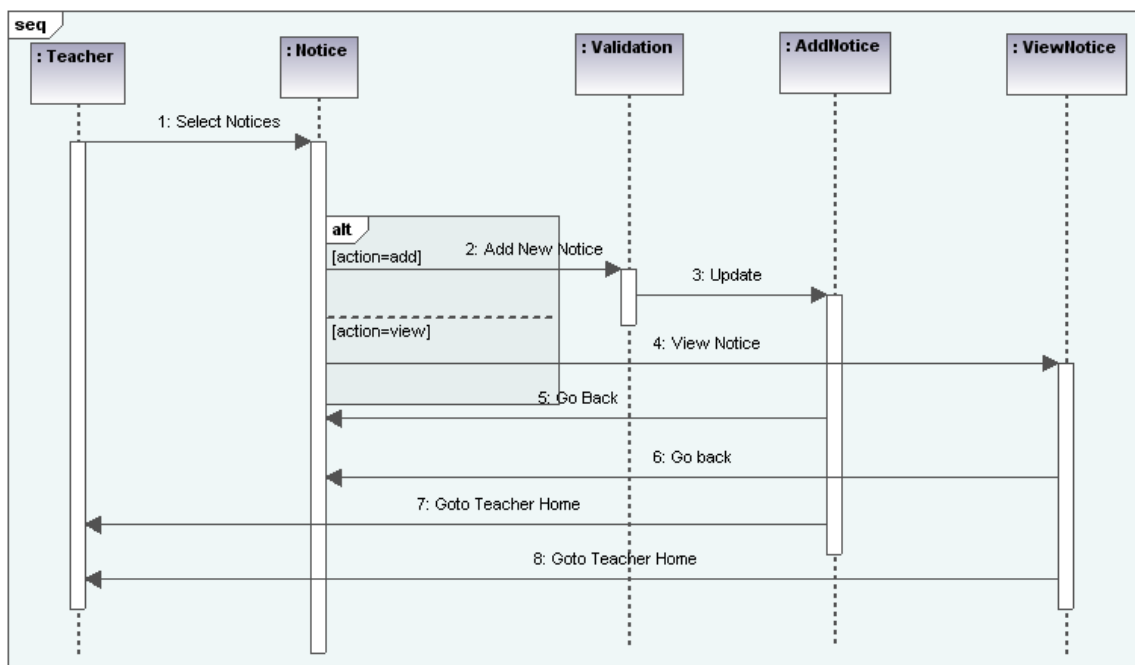 seq
: Teacher
: Notice
: Validation
: AddNotice
: ViewNotice
1: Select Notices
alt
[action=add]
2: Add New Notice
3: Update
[action=view]
4: View Notice
5: Go Back
6: Go back
7: Goto Teacher Home
8: Goto Teacher Home